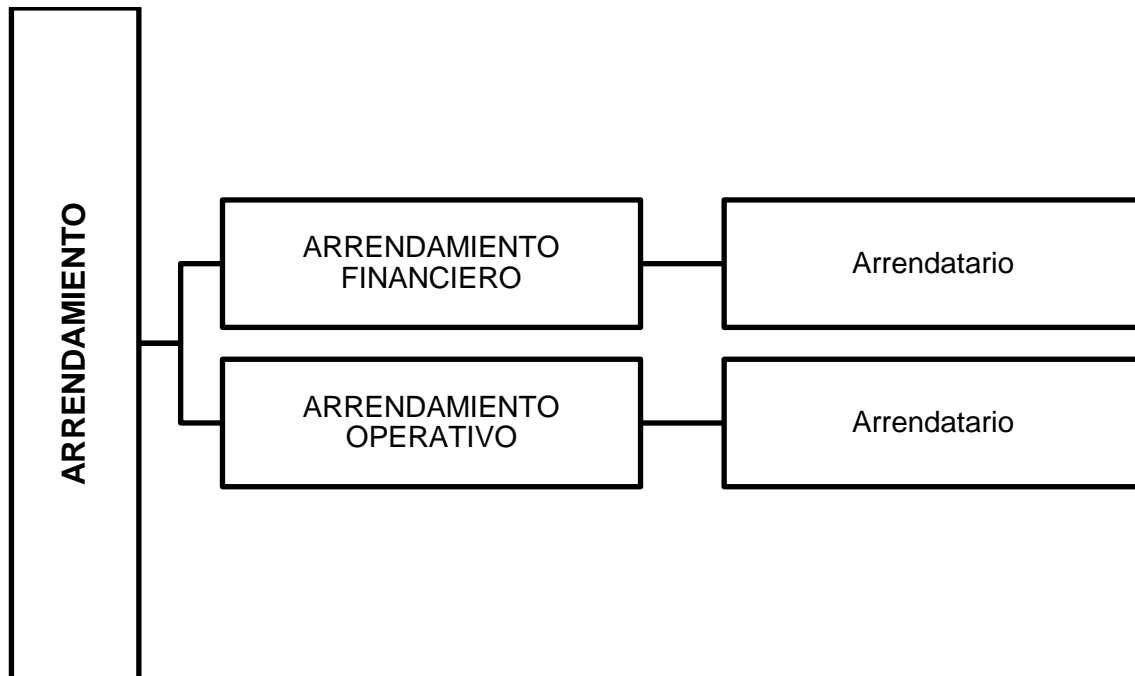 ARRENDAMIENTO
ARRENDAMIENTO
FINANCIERO
Arrendatario
ARRENDAMIENTO
OPERATIVO
Arrendatario